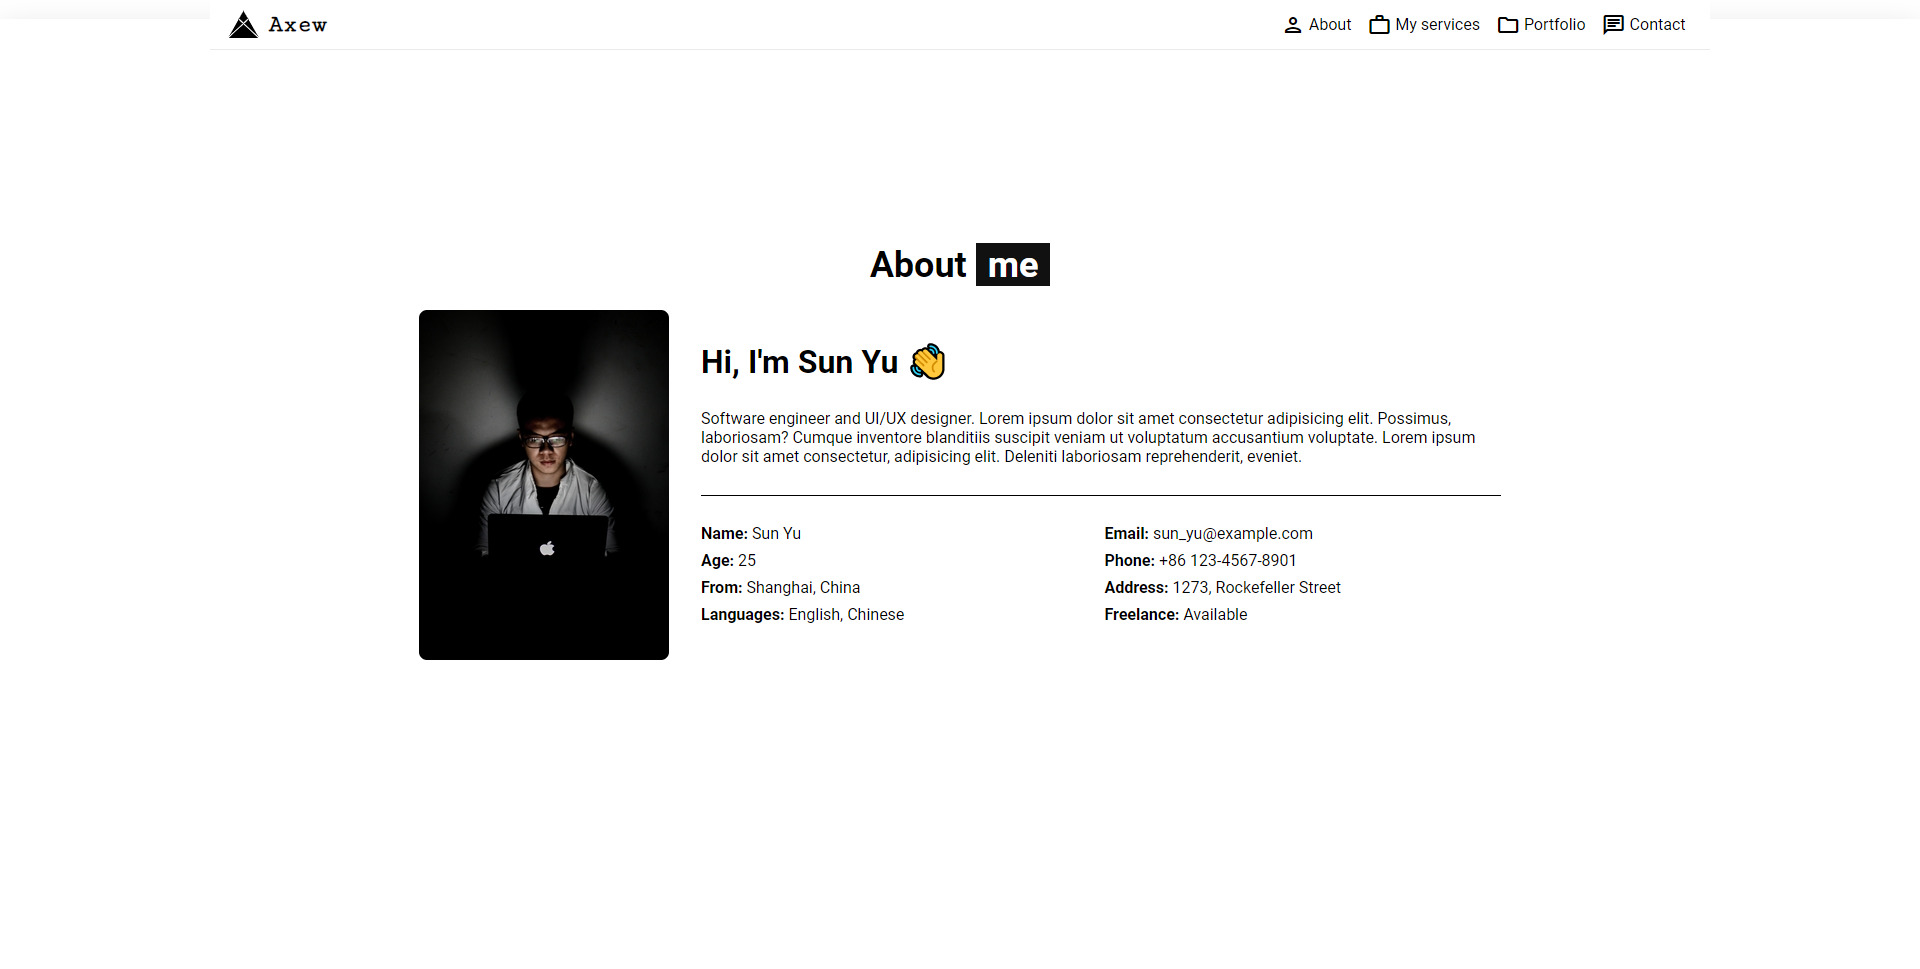 Axew
About
My services
Portfolio
Contact
About me
Hi, I'm Sun Yu
Software engineer and UI/UX designer. Lorem ipsum dolor sit amet consectetur adipisicing elit. Possimus,
laboriosam? Cumque inventore blanditiis suscipit veniam ut voluptatum accusantium voluptate. Lorem ipsum
dolor sit amet consectetur, adipisicing elit. Deleniti laboriosam reprehenderit, eveniet.
Name: Sun Yu
Age: 25
From: Shanghai, China
Languages: English, Chinese
Email: sun_yu@example.com
Phone: +86 123-4567-8901
Address: 1273, Rockefeller Street
Freelance: Available